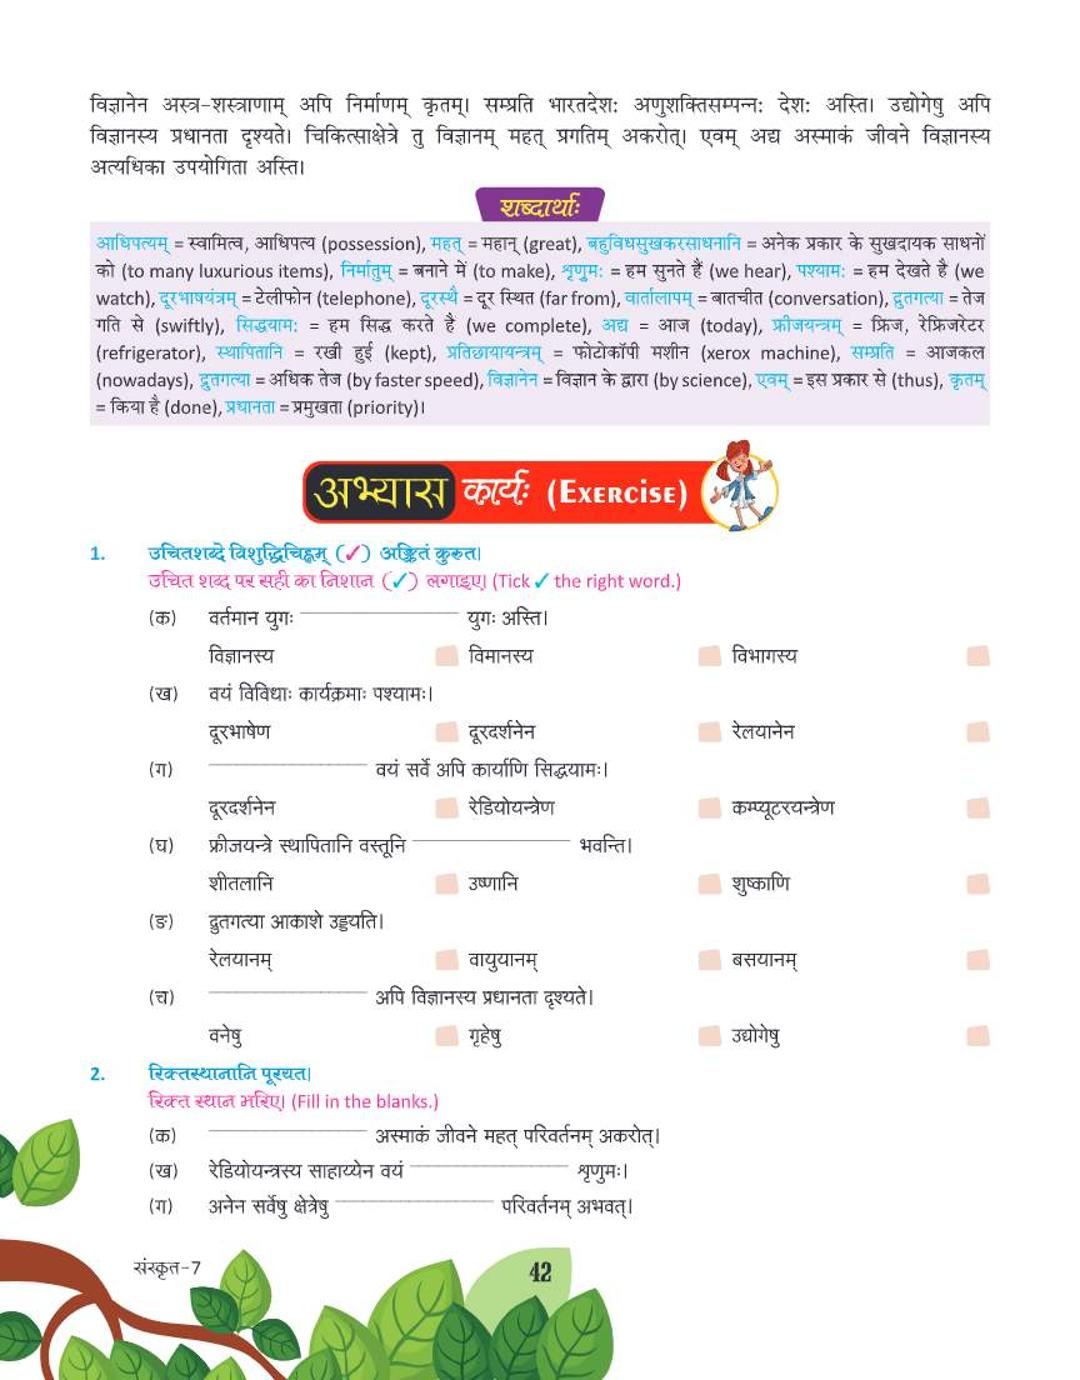 विज्ञानेन अस्त्र-शस्त्राणाम् अपि निर्माणम् कृतम्। सम्प्रति भारतदेशः अणुशक्तिसम्पन्नः देशः अस्ति। उद्योगेषु अपि
विज्ञानस्य प्रधानता दृश्यते। चिकित्साक्षेत्रे तु विज्ञानम् महत् प्रगतिम् अकरोत्। एवम् अद्य अस्माकं जीवने विज्ञानस्य
अत्यधिका उपयोगिता अस्ति।
शब्दार्थाः
आधिपत्यम् = स्वामित्व, आधिपत्य (possession), महत् = महान् (great), बहुविधसुखकरसाधनानि = अनेक प्रकार के सुखदायक साधनों
को (to many luxurious items), निर्मातुम् = बनाने में (to make), शृणुमः = हम सुनते हैं (we hear), पश्यामः = हम देखते है (we
watch), दूरभाषयंत्रम् = टेलीफोन (telephone), दूरस्थै = दूर स्थित (far from), वार्तालापम् = बातचीत (conversation), द्रुतगत्या = तेज
गति से (swiftly), सिद्धयामः = हम सिद्ध करते है (we complete), अद्य = आज (today), फ्रीजयन्त्रम् = फ्रिज, रेफ्रिजरेटर
(refrigerator), स्थापितानि = रखी हुई (kept), प्रतिछायायन्त्रम् = फोटोकॉपी मशीन (xerox machine), सम्प्रति = आजकल
(nowadays), द्रुतगत्या = अधिक तेज (by faster speed), विज्ञानेन = विज्ञान के द्वारा (by science), एवम् = इस प्रकार से (thus), कृतम्
= किया है (done), प्रधानता = प्रमुखता (priority)।
अभ्यास कार्यः (Exercise)
1. उचितशब्दे विशुद्धिचिह्नम् (✓) अङ्कितं कुरुत।
उचित शब्द पर सही का निशान (✓) लगाइए। (Tick ✓ the right word.)
(क) वर्तमान युगः ____________ युगः अस्ति।
विज्ञानस्य विमानस्य विभागस्य
(ख) वयं विविधाः कार्यक्रमाः पश्यामः।
दूरभाषेण दूरदर्शनेन रेलयानेन
(ग) ____________ वयं सर्वे अपि कार्याणि सिद्धयामः।
दूरदर्शनेन रेडियोयन्त्रेण कम्प्यूटरयन्त्रेण
(घ) फ्रीजयन्त्रे स्थापितानि वस्तूनि ____________ भवन्ति।
शीतलानि उष्णानि शुष्काणि
(ङ) द्रुतगत्या आकाशे उड्डयति।
रेलयानम् वायुयानम् बसयानम्
(च) ____________ अपि विज्ञानस्य प्रधानता दृश्यते।
वनेषु गृहेषु उद्योगेषु
2. रिक्तस्थानानि पूरयत।
रिक्त स्थान भरिए। (Fill in the blanks.)
(क) ____________ अस्माकं जीवने महत् परिवर्तनम् अकरोत्।
(ख) रेडियोयन्त्रस्य साहाय्येन वयं ____________ शृणुमः।
(ग) अनेन सर्वेषु क्षेत्रेषु ____________ परिवर्तनम् अभवत्।
संस्कृत-7
42